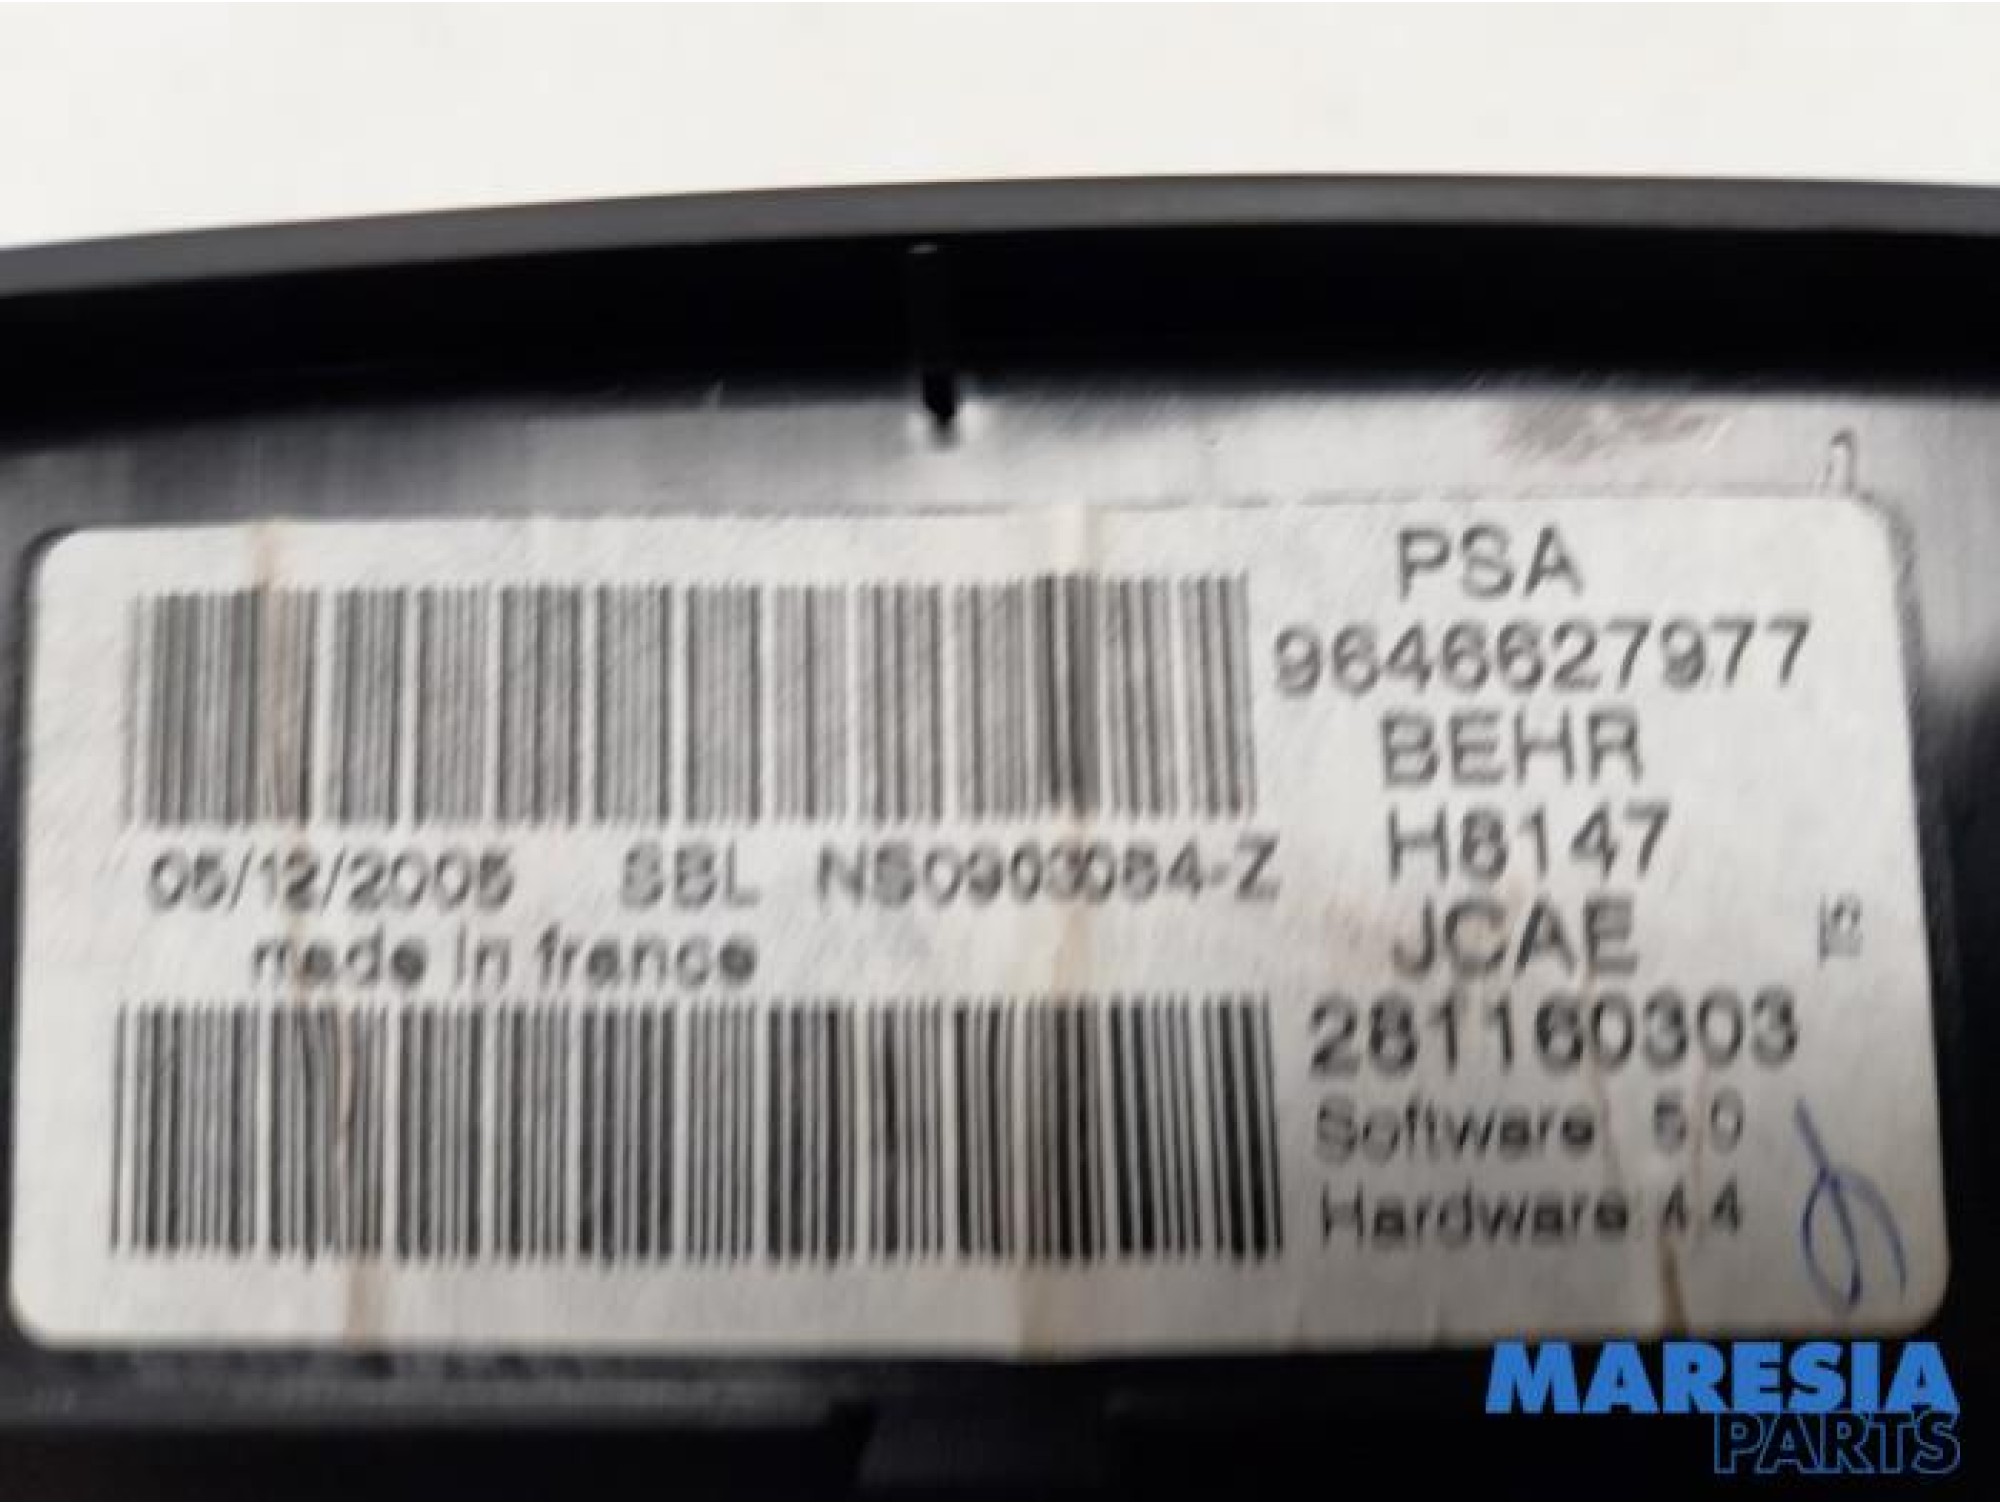 PSA
9646627977
BEHR
H8147
05/12/2005 SBL NS0903084-Z
JCAE
made in france
281160303
Software 5.0
Hardware 4.4
MARESIA
PARTS